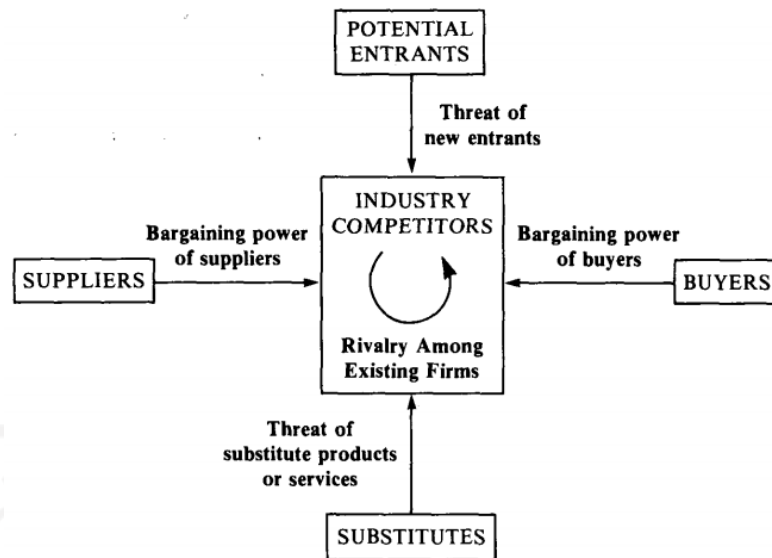 POTENTIAL
ENTRANTS
Threat of
new entrants
INDUSTRY
COMPETITORS
Bargaining power
of suppliers
Bargaining power
of buyers
SUPPLIERS
BUYERS
Rivalry Among
Existing Firms
Threat of
substitute products
or services
SUBSTITUTES